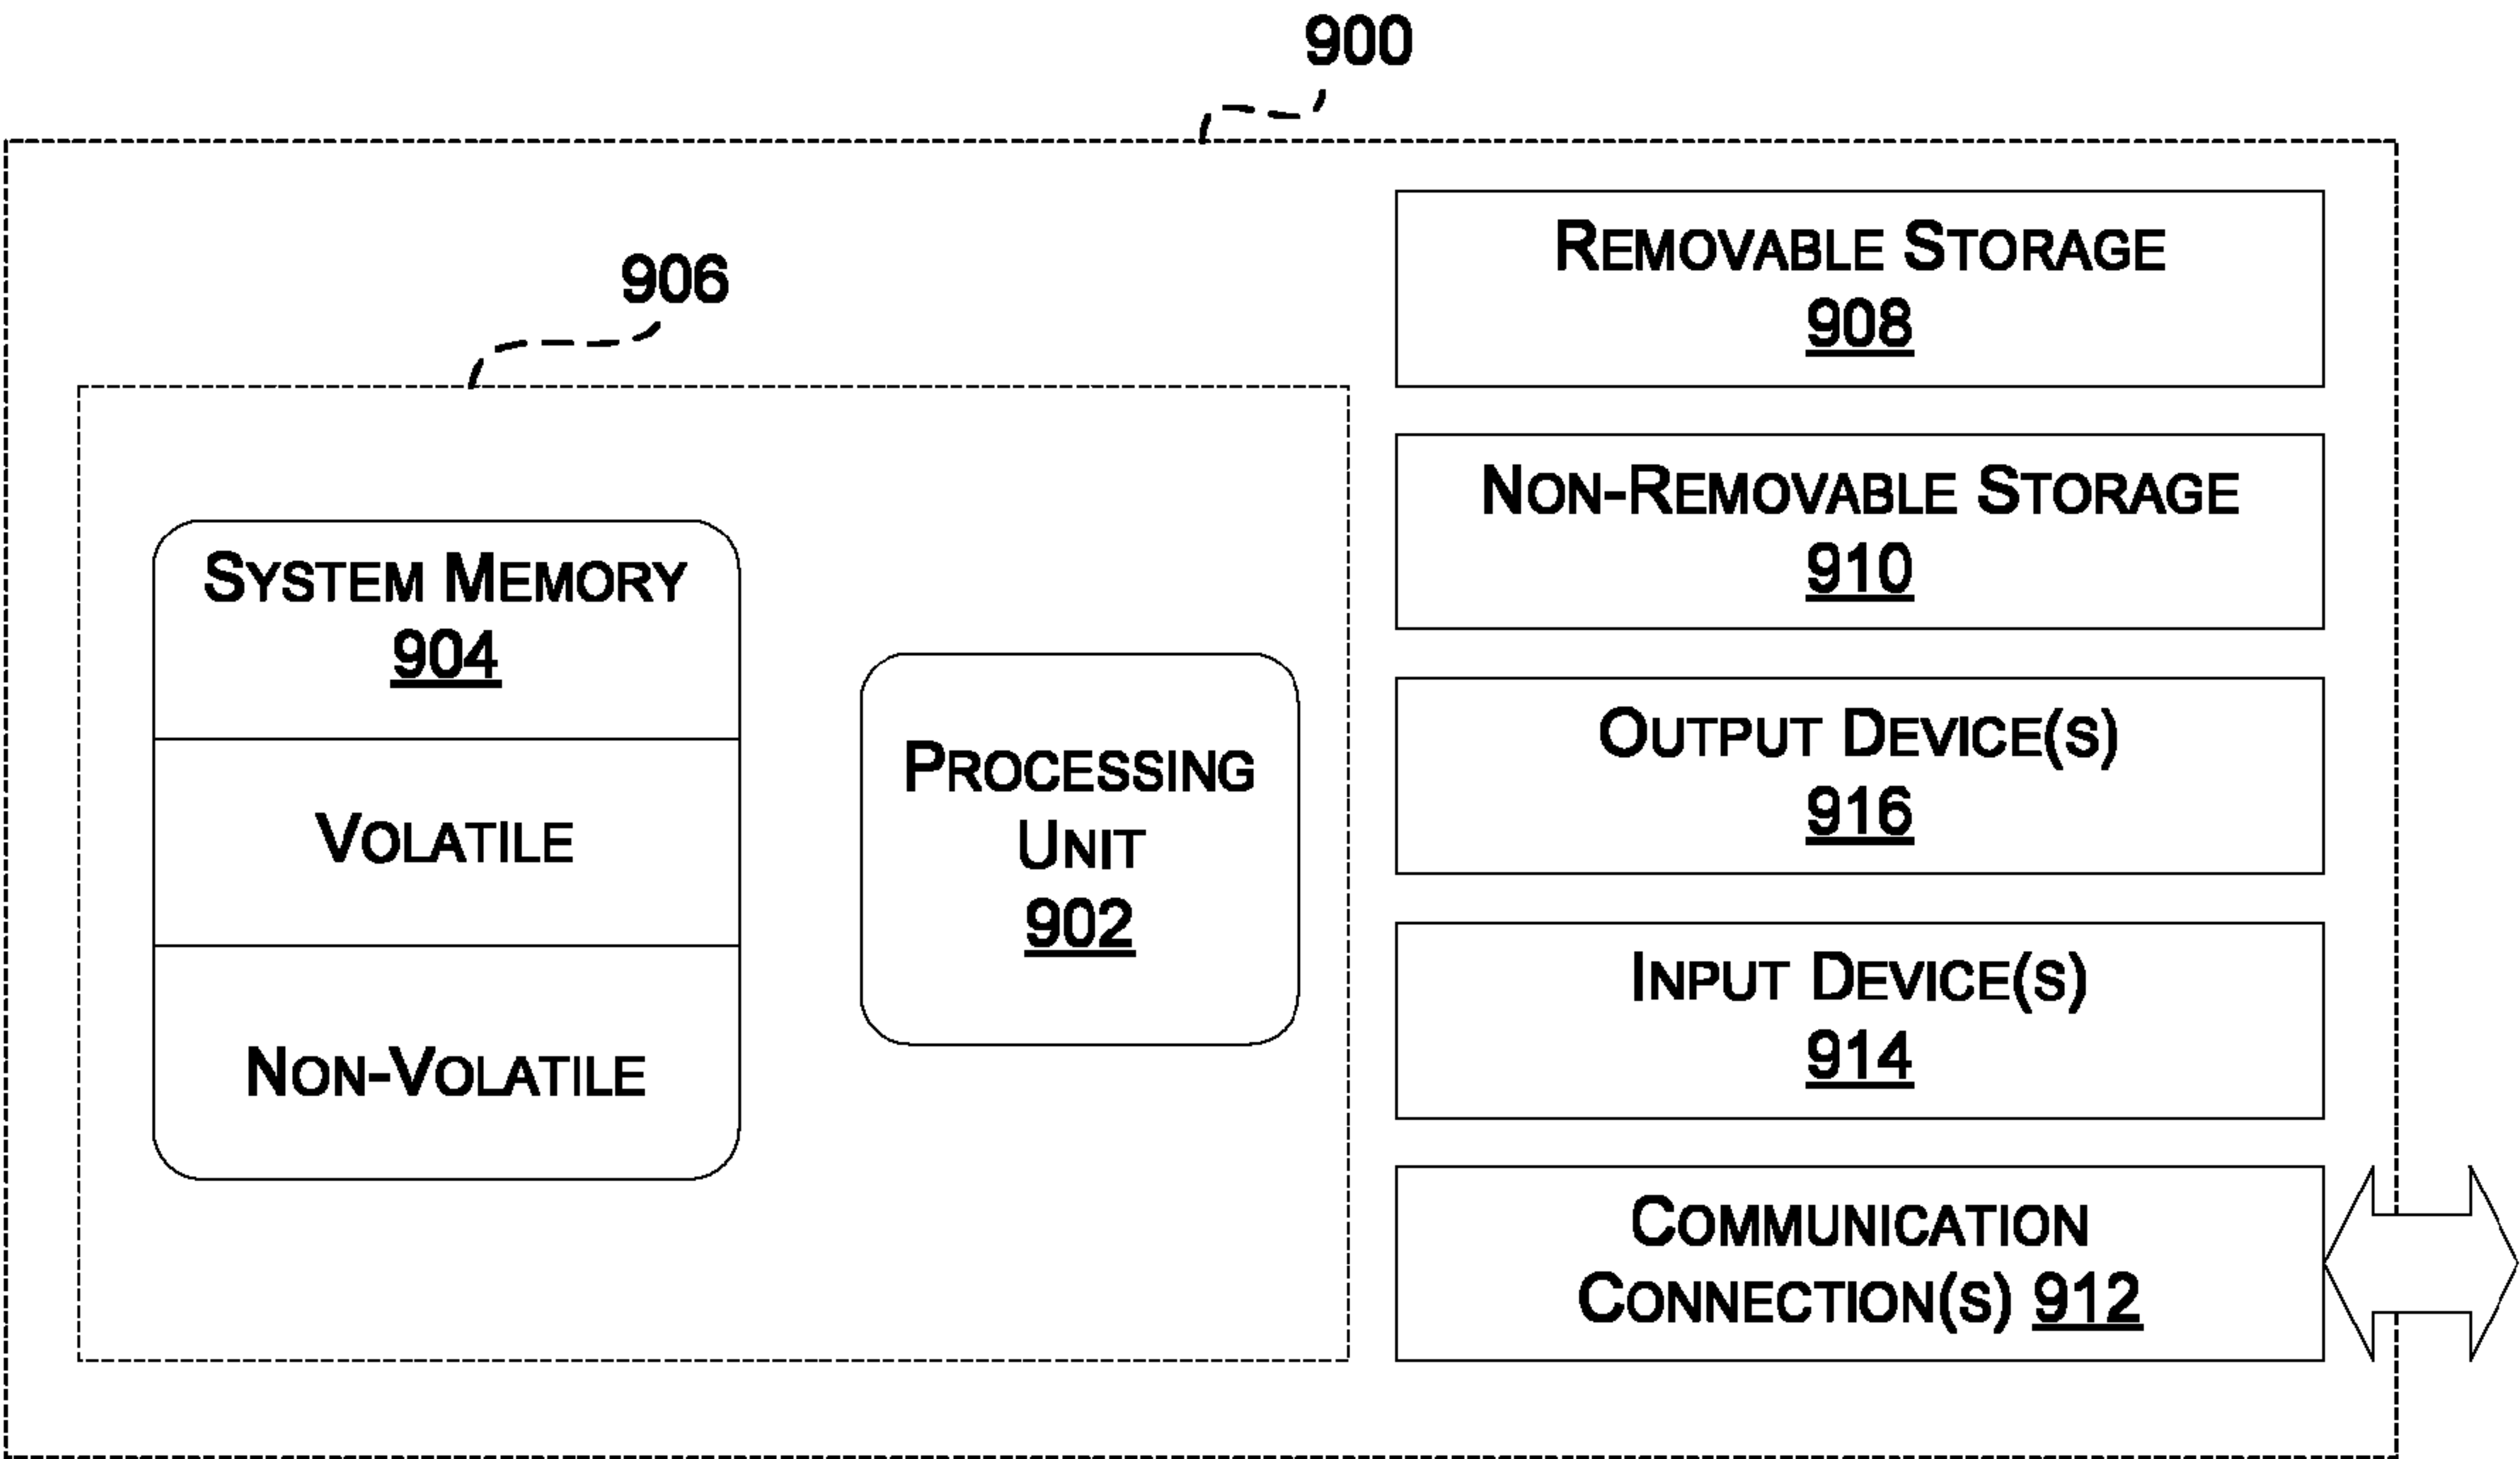 900
906
SYSTEM MEMORY
904
VOLATILE
NON-VOLATILE
PROCESSING
UNIT
902
REMOVABLE STORAGE
908
NON-REMOVABLE STORAGE
910
OUTPUT DEVICE(S)
916
INPUT DEVICE(S)
914
COMMUNICATION
CONNECTION(S) 912